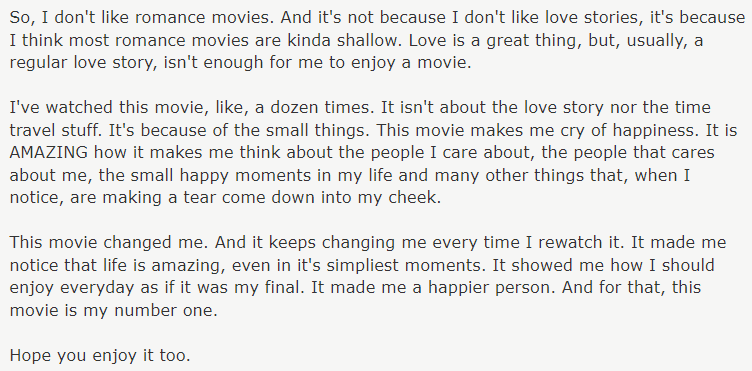 So, I don't like romance movies. And it's not because I don't like love stories, it's because
I think most romance movies are kinda shallow. Love is a great thing, but, usually, a
regular love story, isn't enough for me to enjoy a movie.
I've watched this movie, like, a dozen times. It isn't about the love story nor the time
travel stuff. It's because of the small things. This movie makes me cry of happiness. It is
AMAZING how it makes me think about the people I care about, the people that cares
about me, the small happy moments in my life and many other things that, when I
notice, are making a tear come down into my cheek.
This movie changed me. And it keeps changing me every time I rewatch it. It made me
notice that life is amazing, even in it's simpliest moments. It showed me how I should
enjoy everyday as if it was my final. It made me a happier person. And for that, this
movie is my number one.
Hope you enjoy it too.